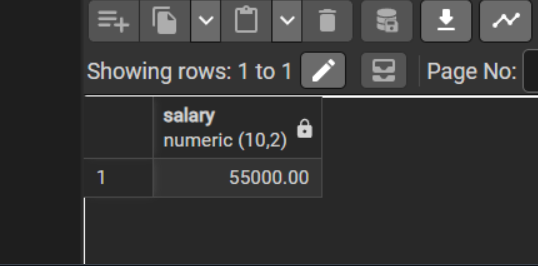 Showing rows: 1 to 1 Page No:
salary
numeric (10,2)
1 55000.00